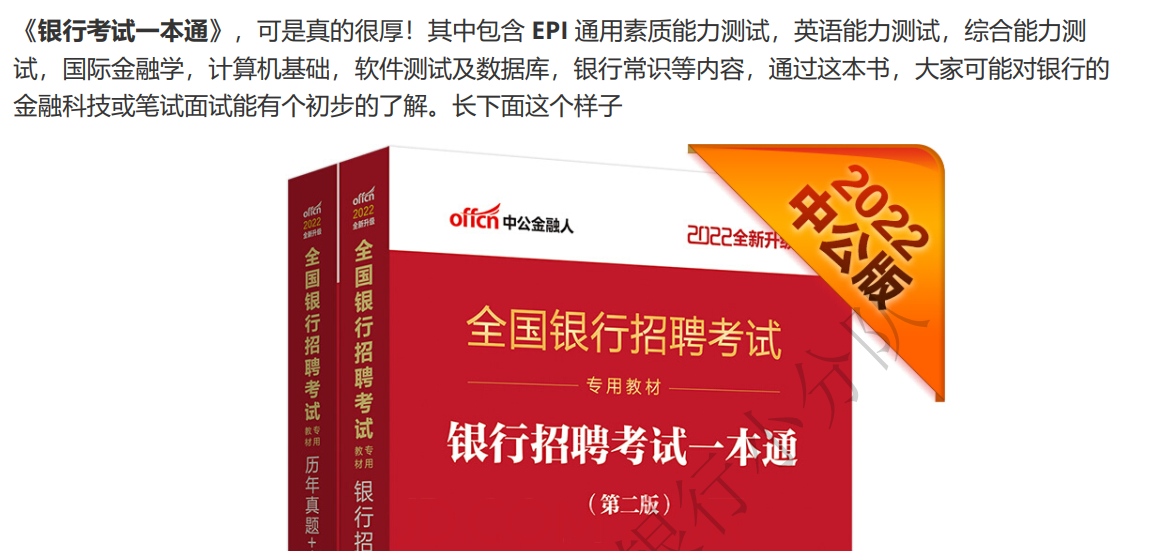 《银行考试一本通》，可是真的很厚！其中包含 EPI 通用素质能力测试，英语能力测试，综合能力测
试，国际金融学，计算机基础，软件测试及数据库，银行常识等内容，通过这本书，大家可能对银行的
金融科技或笔试面试能有个初步的了解。长下面这个样子
offcn
2022
全新升级
全国银行招聘考试
专用
教材
历年真题+
offcn
2022
全新升级
全国银行招聘考试
专用
教材
银行招
offcn 中公金融人
2022全新升级
2022
中公版
全国银行招聘考试
专用教材
银行招聘考试一本通
（第二版）
银行小分队